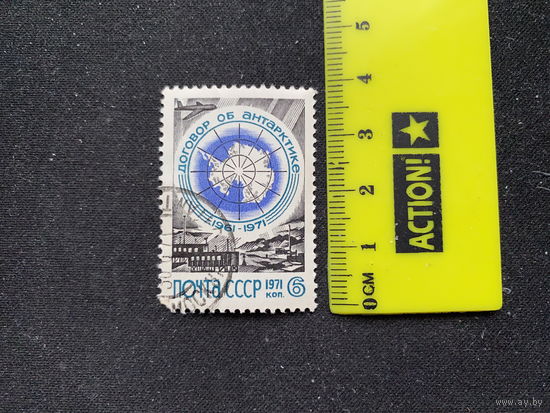 ДОГОВОР ОБ АНТАРКТИКЕ
1961-1971
ПОЧТА СССР 1971
КОП. 6
5
4
3
2
1
0 СМ
ACTION!
www.ay.by